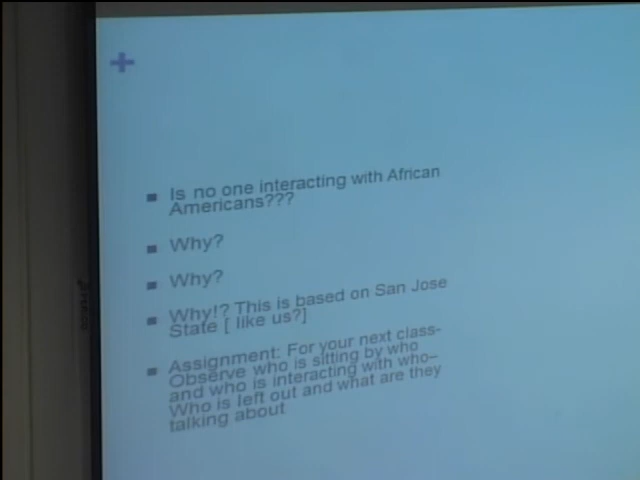 +
Is no one interacting with African
Americans???
Why?
Why?
Why!? This is based on San Jose
State [ like us?]
Assignment: For your next class-
Observe who is sitting by who
and who is interacting with who–
Who is left out and what are they
talking about